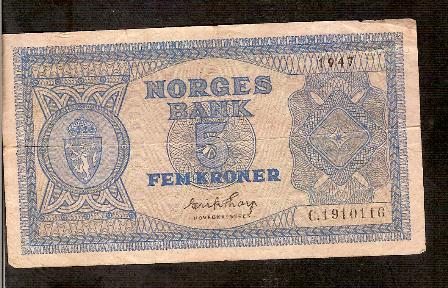 1947
NORGES
BANK
5
FEM KRONER
C.1910116